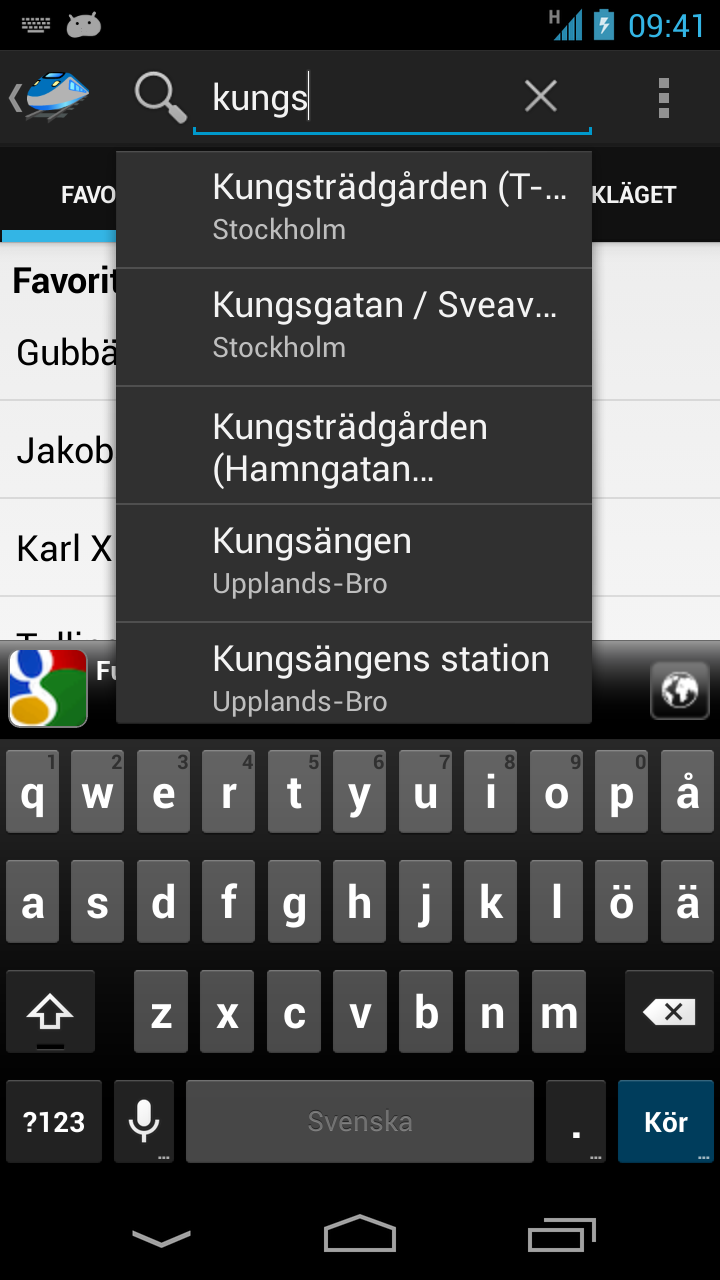 H 09:41
kungs
FAVO KLÄGET
Kungsträdgården (T-...
Stockholm
Favorit
Kungsgatan / Sveav...
Gubbä
Stockholm
Kungsträdgården
Jakob
(Hamngatan...
Kungsängen
Karl X
Upplands-Bro
Kungsängens station
Upplands-Bro
1 2 3 4 5 6 7 8 9 0
q w e r t y u i o p å
a s d f g h j k l ö ä
z x c v b n m
?123 Svenska . Kör